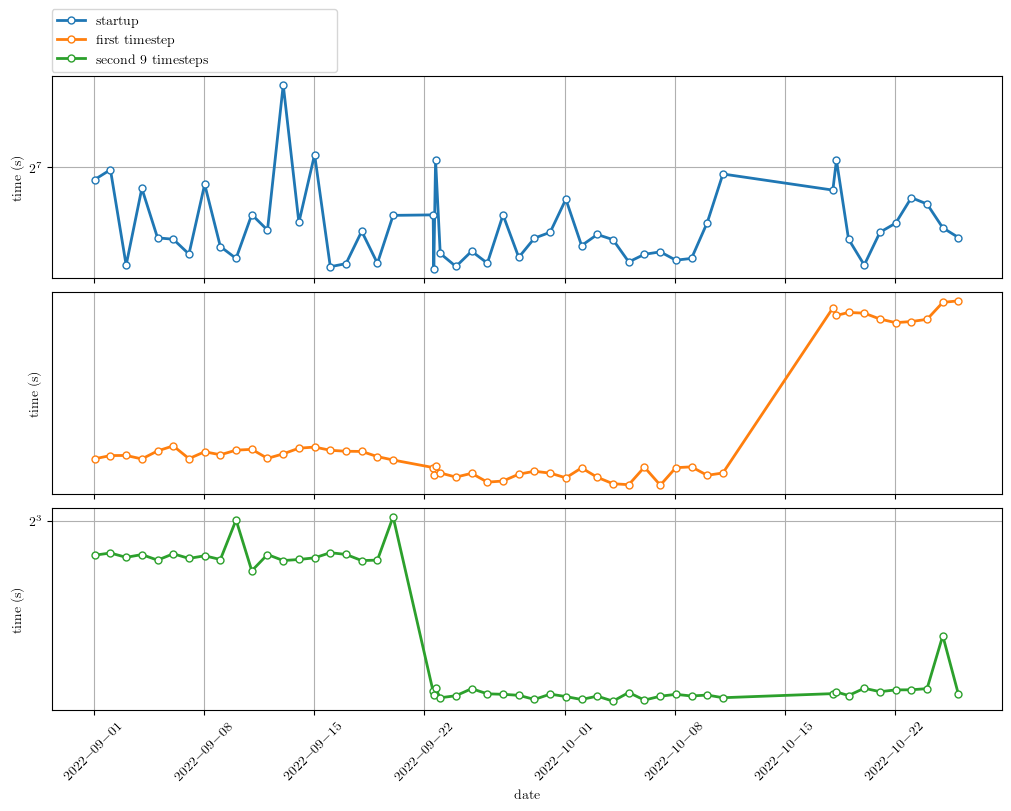 startup
first timestep
second 9 timesteps
time (s)
2⁷
time (s)
time (s)
2³
2022−09−01
2022−09−08
2022−09−15
2022−09−22
2022−10−01
2022−10−08
2022−10−15
2022−10−22
date